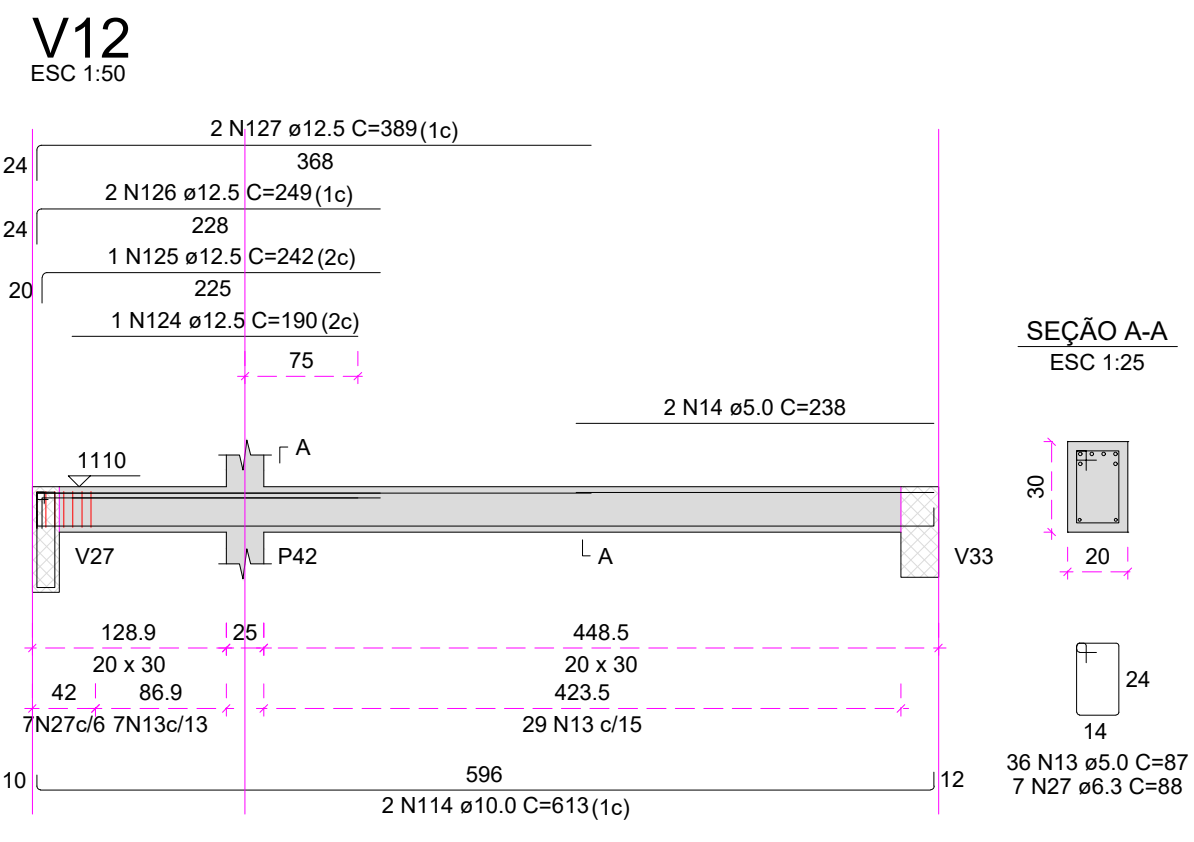 V12
ESC 1:50
2 N127 ø12.5 C=389(1c)
24
368
2 N126 ø12.5 C=249(1c)
24
228
1 N125 ø12.5 C=242(2c)
20
225
1 N124 ø12.5 C=190(2c)
75
SEÇÃO A-A
ESC 1:25
2 N14 ø5.0 C=238
A
1110
30
V27
P42
A
V33
20
128.9
25
448.5
20 x 30
20 x 30
42
86.9
423.5
7N27c/6 7N13c/13
29 N13 c/15
24
14
36 N13 ø5.0 C=87
7 N27 ø6.3 C=88
10
596
12
2 N114 ø10.0 C=613(1c)